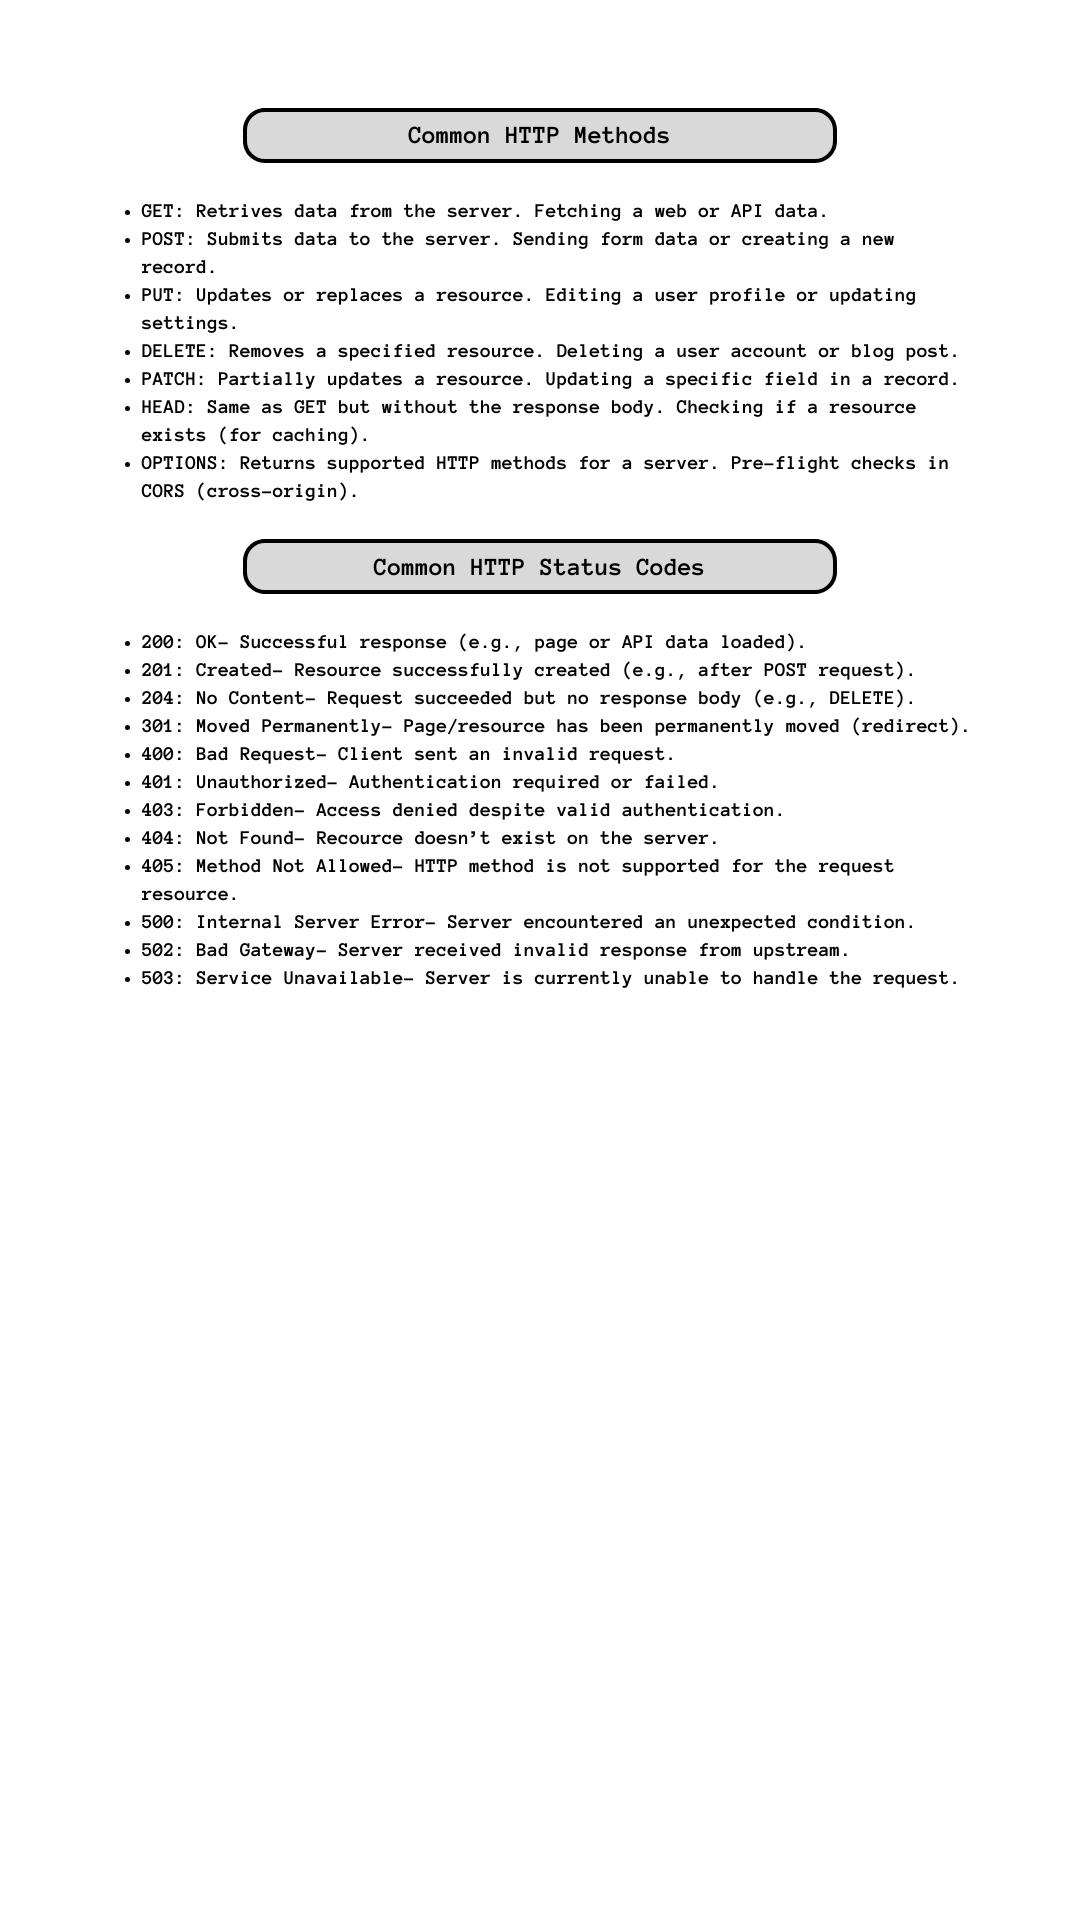 Common HTTP Methods
• GET: Retrives data from the server. Fetching a web or API data.
• POST: Submits data to the server. Sending form data or creating a new
record.
• PUT: Updates or replaces a resource. Editing a user profile or updating
settings.
• DELETE: Removes a specified resource. Deleting a user account or blog post.
• PATCH: Partially updates a resource. Updating a specific field in a record.
• HEAD: Same as GET but without the response body. Checking if a resource
exists (for caching).
• OPTIONS: Returns supported HTTP methods for a server. Pre-flight checks in
CORS (cross-origin).
Common HTTP Status Codes
• 200: OK- Successful response (e.g., page or API data loaded).
• 201: Created- Resource successfully created (e.g., after POST request).
• 204: No Content- Request succeeded but no response body (e.g., DELETE).
• 301: Moved Permanently- Page/resource has been permanently moved (redirect).
• 400: Bad Request- Client sent an invalid request.
• 401: Unauthorized- Authentication required or failed.
• 403: Forbidden- Access denied despite valid authentication.
• 404: Not Found- Recource doesn’t exist on the server.
• 405: Method Not Allowed- HTTP method is not supported for the request
resource.
• 500: Internal Server Error- Server encountered an unexpected condition.
• 502: Bad Gateway- Server received invalid response from upstream.
• 503: Service Unavailable- Server is currently unable to handle the request.